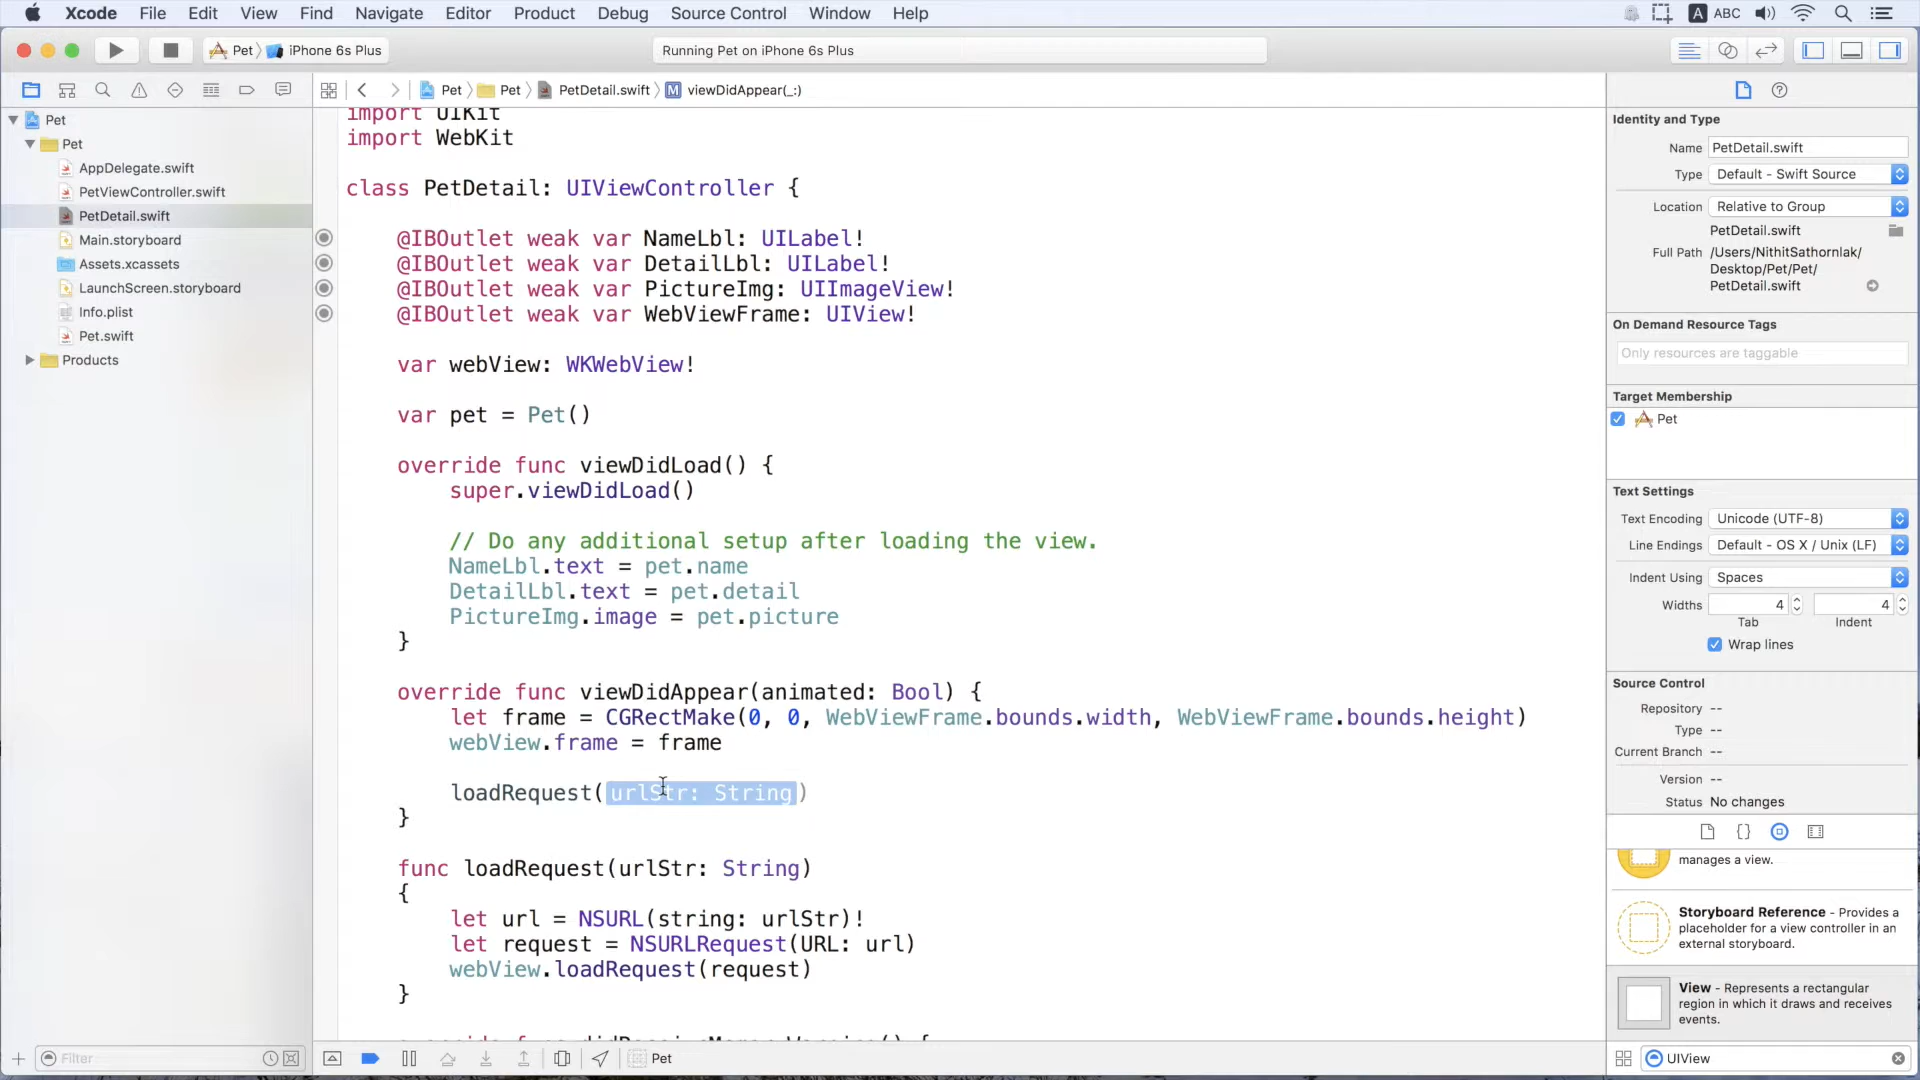 Xcode File Edit View Find Navigate Editor Product Debug Source Control Window Help
A ABC
Pet iPhone 6s Plus
Running Pet on iPhone 6s Plus
Pet Pet PetDetail.swift M viewDidAppear(_:)
Pet
Pet
AppDelegate.swift
PetViewController.swift
PetDetail.swift
Main.storyboard
Assets.xcassets
LaunchScreen.storyboard
Info.plist
Pet.swift
Products
Filter
import UIKit
import WebKit
class PetDetail: UIViewController {
@IBOutlet weak var NameLbl: UILabel!
@IBOutlet weak var DetailLbl: UILabel!
@IBOutlet weak var PictureImg: UIImageView!
@IBOutlet weak var WebViewFrame: UIView!
var webView: WKWebView!
var pet = Pet()
override func viewDidLoad() {
super.viewDidLoad()
// Do any additional setup after loading the view.
NameLbl.text = pet.name
DetailLbl.text = pet.detail
PictureImg.image = pet.picture
}
override func viewDidAppear(animated: Bool) {
let frame = CGRectMake(0, 0, WebViewFrame.bounds.width, WebViewFrame.bounds.height)
webView.frame = frame
loadRequest(urlStr: String)
}
func loadRequest(urlStr: String)
{
let url = NSURL(string: urlStr)!
let request = NSURLRequest(URL: url)
webView.loadRequest(request)
}
Pet
Identity and Type
Name PetDetail.swift
Type Default - Swift Source
Location Relative to Group
PetDetail.swift
Full Path /Users/NithitSathornlak/
Desktop/Pet/Pet/
PetDetail.swift
On Demand Resource Tags
Only resources are taggable
Target Membership
Pet
Text Settings
Text Encoding Unicode (UTF-8)
Line Endings Default - OS X / Unix (LF)
Indent Using Spaces
Widths 4 4
Tab Indent
Wrap lines
Source Control
Repository --
Type --
Current Branch --
Version --
Status No changes
{}
manages a view.
Storyboard Reference - Provides a
placeholder for a view controller in an
external storyboard.
View - Represents a rectangular
region in which it draws and receives
events.
UIView